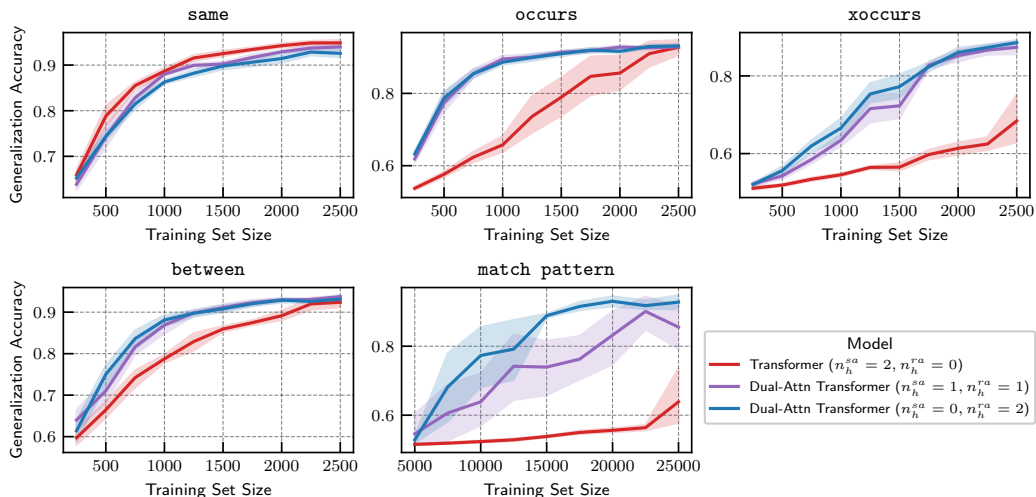 same
occurs
xoccurs
Generalization Accuracy
0.9
0.8
0.7
500 1000 1500 2000 2500
Training Set Size
0.8
0.6
500 1000 1500 2000 2500
Training Set Size
0.8
0.6
500 1000 1500 2000 2500
Training Set Size
between
match pattern
Generalization Accuracy
0.9
0.8
0.7
0.6
500 1000 1500 2000 2500
Training Set Size
0.8
0.6
5000 10000 15000 20000 25000
Training Set Size
Model
Transformer (n_h^{sa} = 2, n_h^{ra} = 0)
Dual-Attn Transformer (n_h^{sa} = 1, n_h^{ra} = 1)
Dual-Attn Transformer (n_h^{sa} = 0, n_h^{ra} = 2)